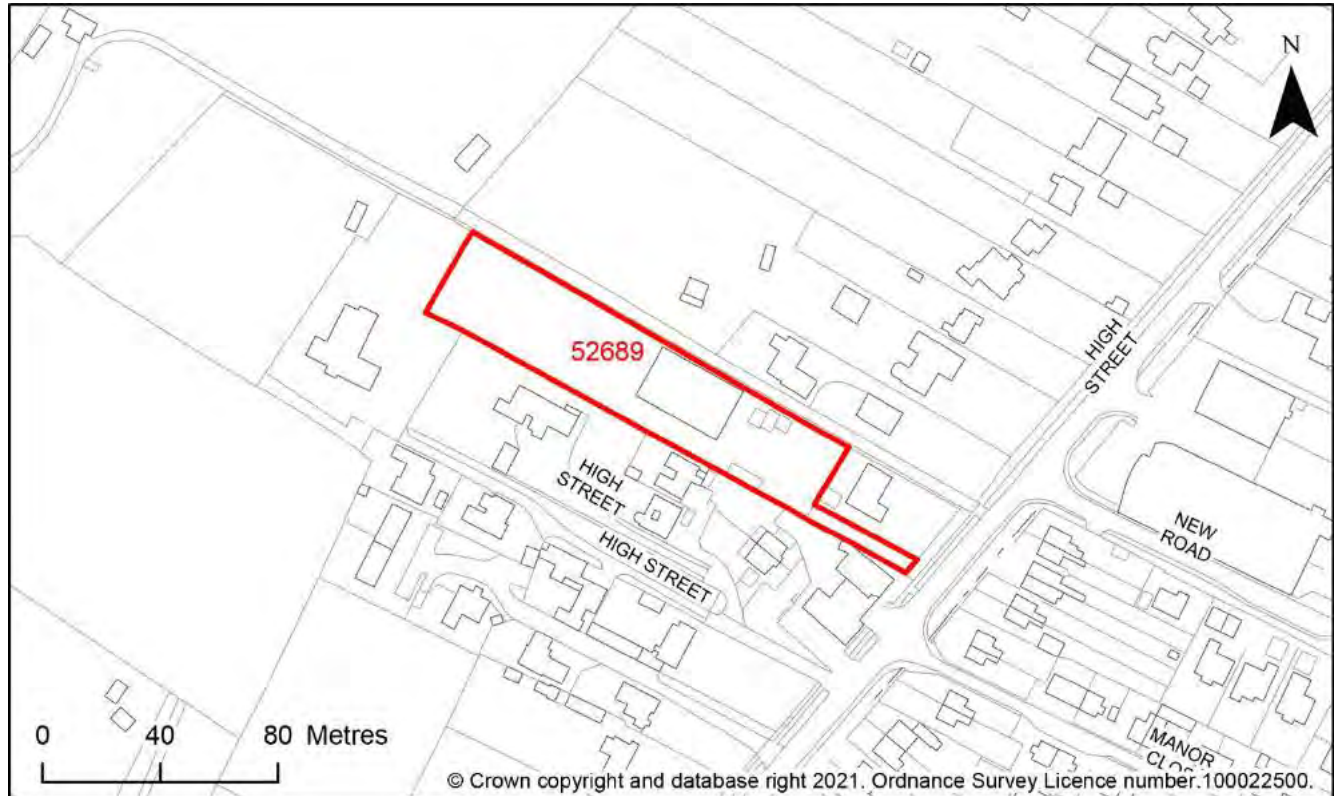 N
52689
HIGH
STREET
HIGH
STREET
HIGH STREET
NEW
ROAD
MANOR
0 40 80 Metres
© Crown copyright and database right 2021. Ordnance Survey Licence number 100022500.